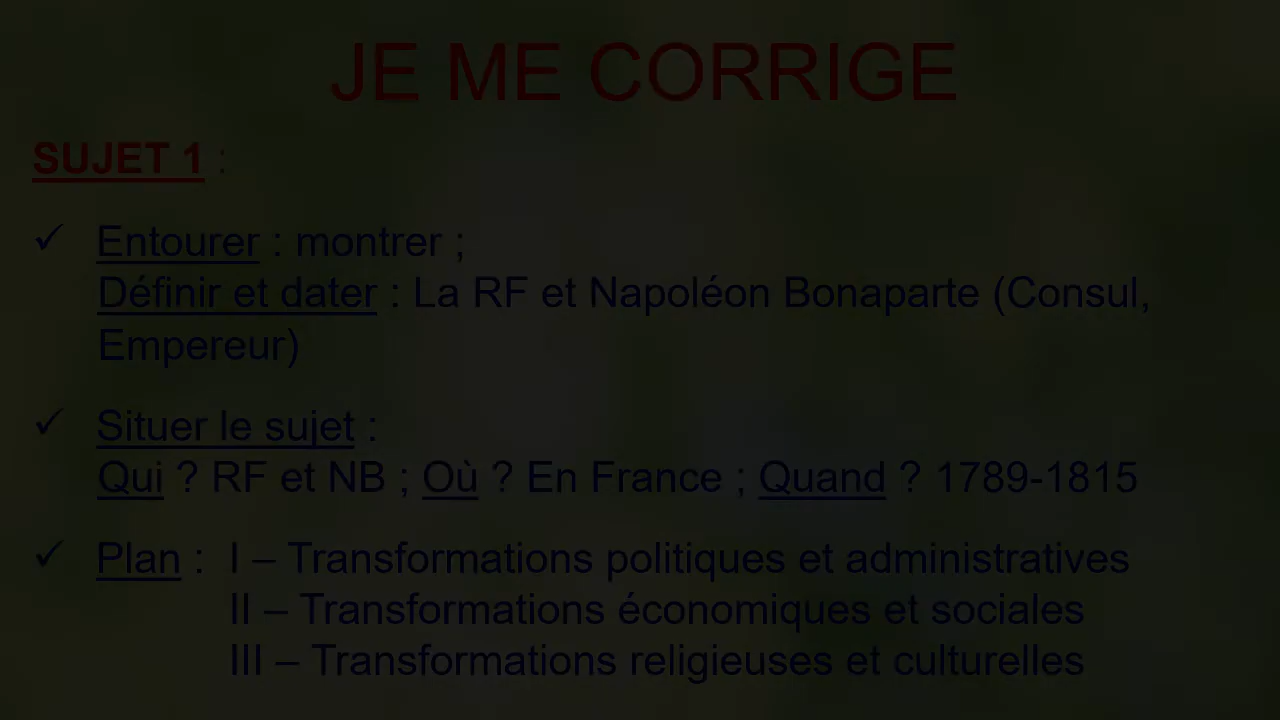 JE ME CORRIGE
SUJET 1 :
✓ Entourer : montrer ;
Définir et dater : La RF et Napoléon Bonaparte (Consul,
Empereur)
✓ Situer le sujet :
Qui ? RF et NB ; Où ? En France ; Quand ? 1789-1815
✓ Plan : I – Transformations politiques et administratives
II – Transformations économiques et sociales
III – Transformations religieuses et culturelles